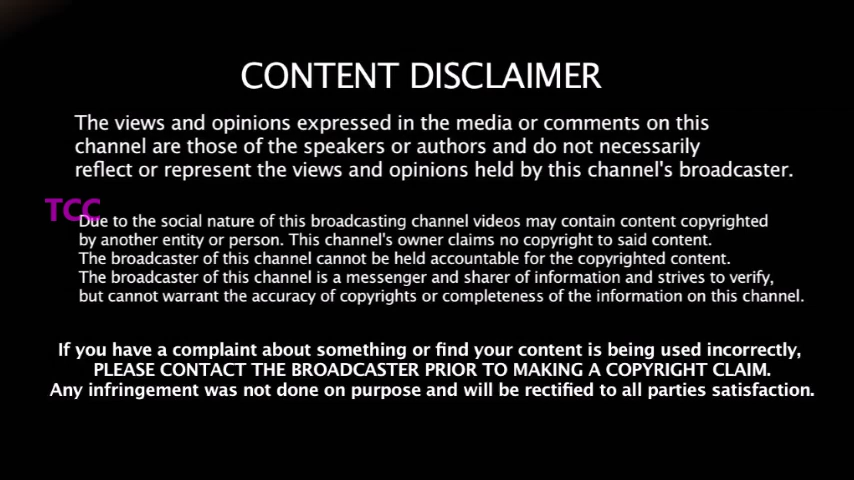 CONTENT DISCLAIMER
The views and opinions expressed in the media or comments on this
channel are those of the speakers or authors and do not necessarily
reflect or represent the views and opinions held by this channel's broadcaster.
TCC
Due to the social nature of this broadcasting channel videos may contain content copyrighted
by another entity or person. This channel's owner claims no copyright to said content.
The broadcaster of this channel cannot be held accountable for the copyrighted content.
The broadcaster of this channel is a messenger and sharer of information and strives to verify,
but cannot warrant the accuracy of copyrights or completeness of the information on this channel.
If you have a complaint about something or find your content is being used incorrectly,
PLEASE CONTACT THE BROADCASTER PRIOR TO MAKING A COPYRIGHT CLAIM.
Any infringement was not done on purpose and will be rectified to all parties satisfaction.